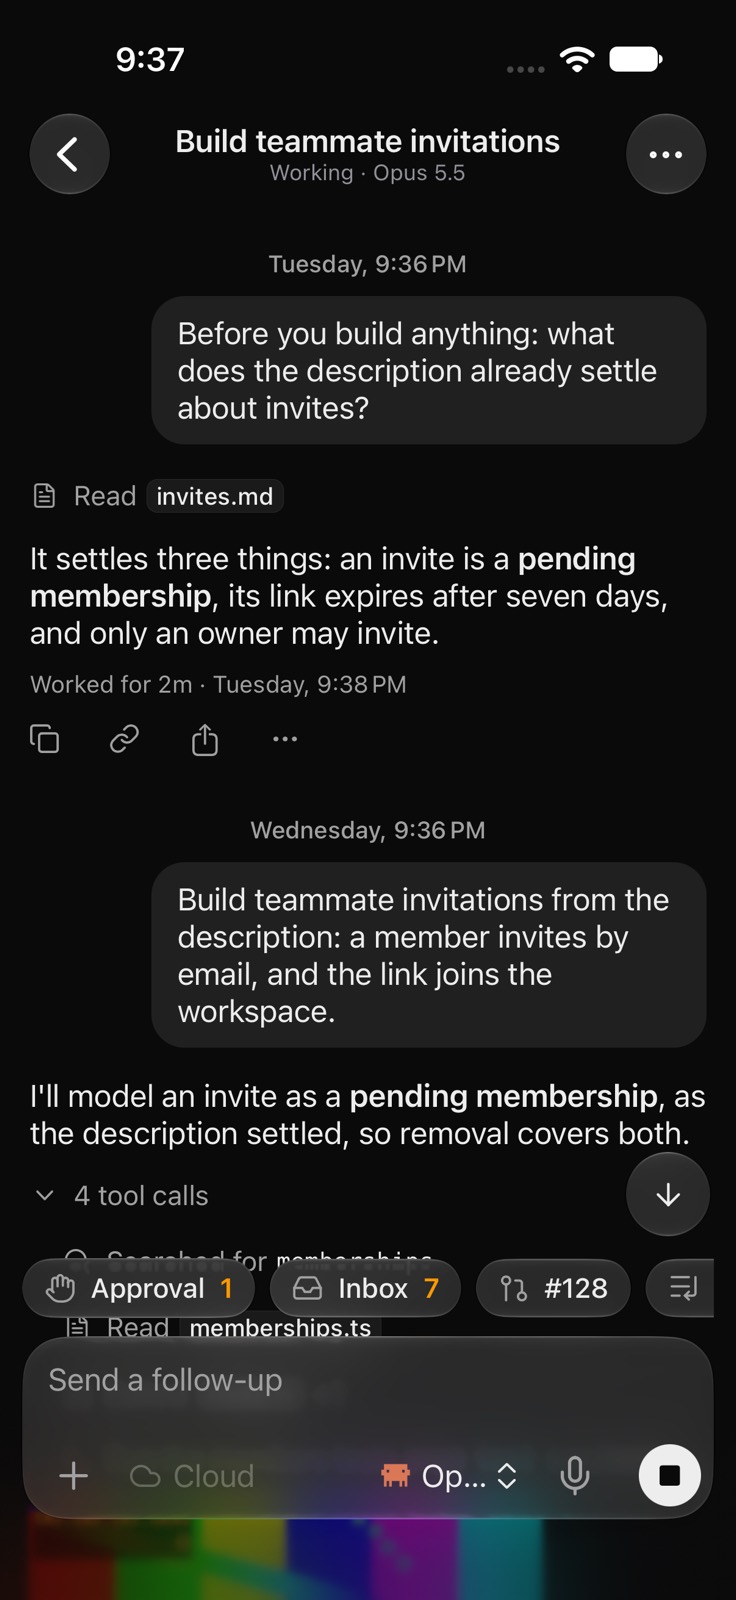 9:37
Build teammate invitations
Working · Opus 5.5
Tuesday, 9:36 PM
Before you build anything: what
does the description already settle
about invites?
Read invites.md
It settles three things: an invite is a pending
membership, its link expires after seven days,
and only an owner may invite.
Worked for 2m · Tuesday, 9:38 PM
Wednesday, 9:36 PM
Build teammate invitations from the
description: a member invites by
email, and the link joins the
workspace.
I'll model an invite as a pending membership, as
the description settled, so removal covers both.
4 tool calls
Searched for memberships
Approval 1
Inbox 7
#128
Read memberships.ts
Send a follow-up
Cloud
Op...